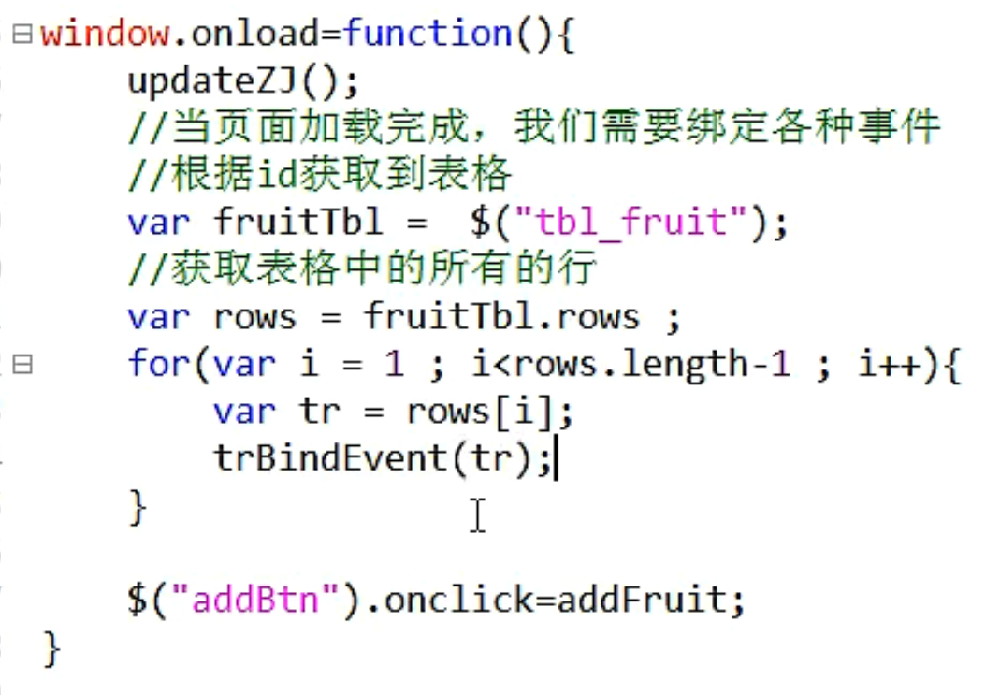 window.onload=function(){
updateZJ();
//当页面加载完成，我们需要绑定各种事件
//根据id获取到表格
var fruitTbl =  $("tbl_fruit");
//获取表格中的所有的行
var rows = fruitTbl.rows ;
for(var i = 1 ; i<rows.length-1 ; i++){
var tr = rows[i];
trBindEvent(tr);
}
$("addBtn").onclick=addFruit;
}